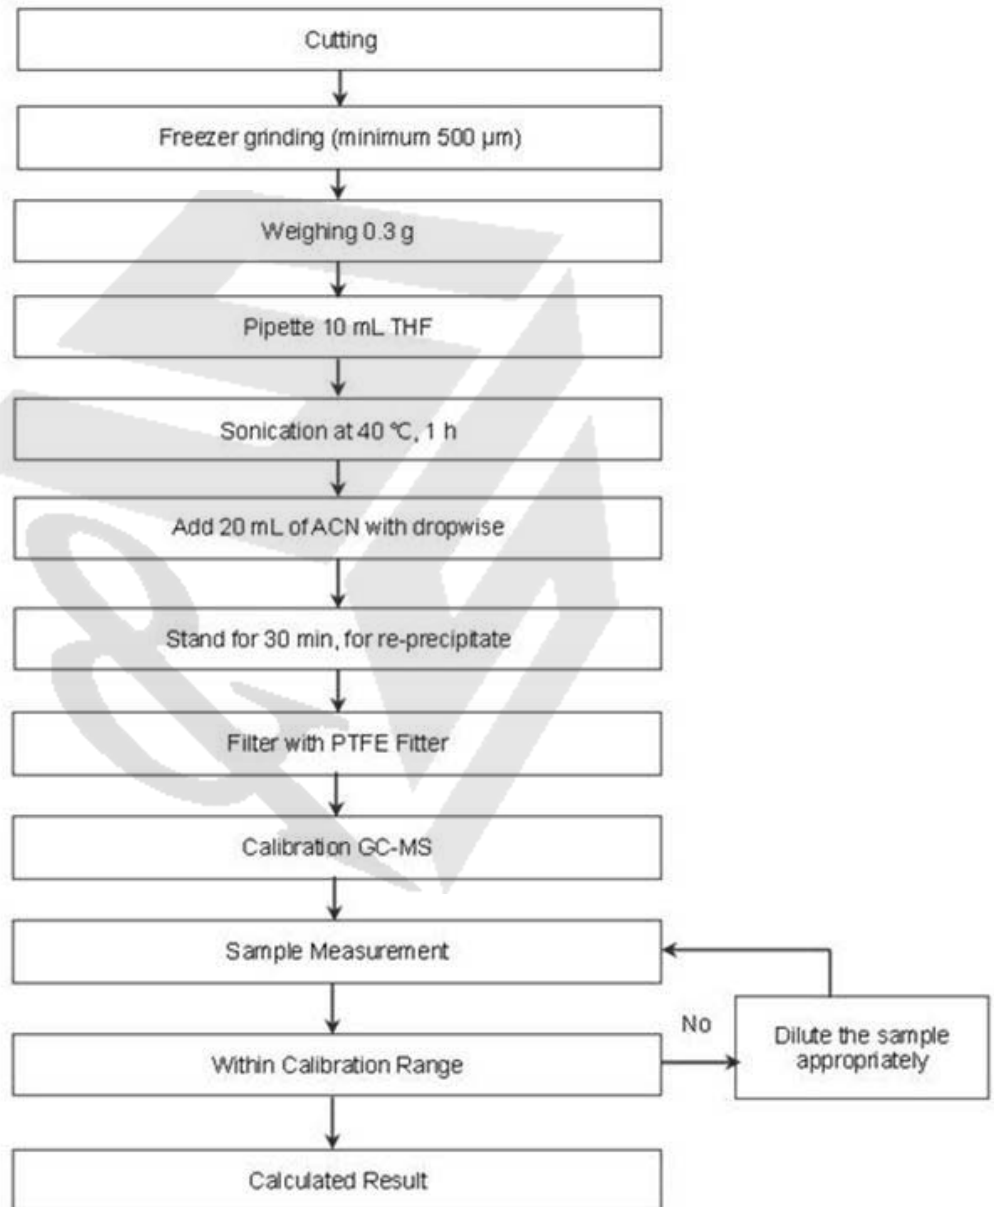 Cutting
Freezer grinding (minimum 500 µm)
Weighing 0.3 g
Pipette 10 mL THF
Sonication at 40 ℃, 1 h
Add 20 mL of ACN with dropwise
Stand for 30 min, for re-precipitate
Filter with PTFE Fitter
Calibration GC-MS
Sample Measurement
Within Calibration Range
No
Dilute the sample
appropriately
Calculated Result